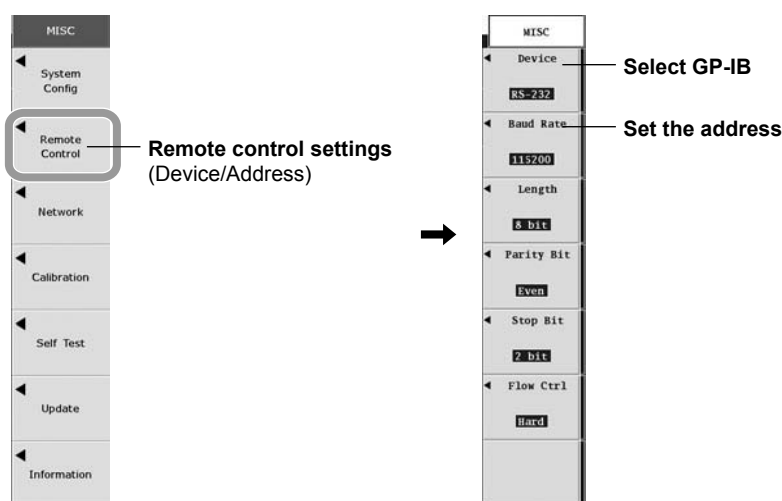 MISC
System
Config
Remote
Control
Network
Calibration
Self Test
Update
Information
Remote control settings
(Device/Address)
MISC
Device
RS-232
Baud Rate
115200
Length
8 bit
Parity Bit
Even
Stop Bit
2 bit
Flow Ctrl
Hard
Select GP-IB
Set the address